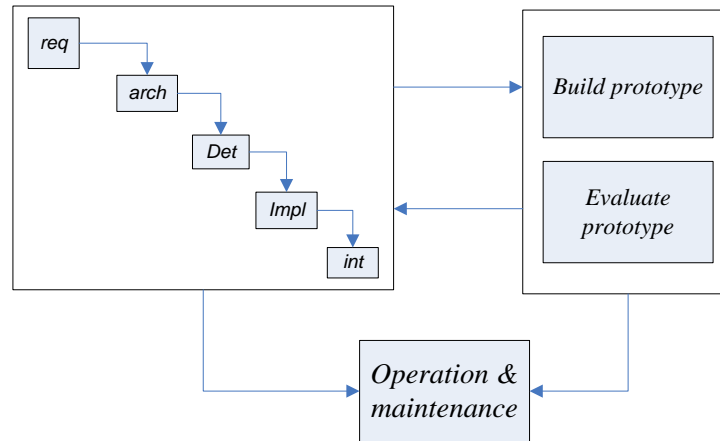 req
arch
Det
Impl
int
Build prototype
Evaluate
prototype
Operation &
maintenance